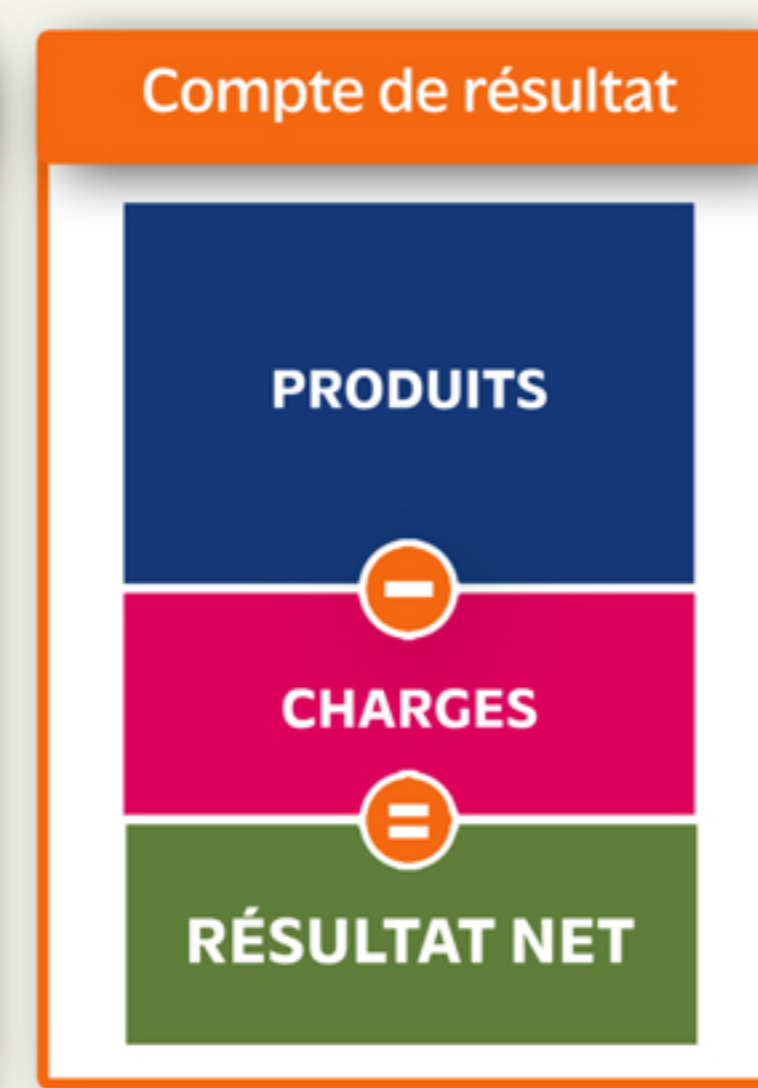 Compte de résultat
PRODUITS
−
CHARGES
=
RÉSULTAT NET